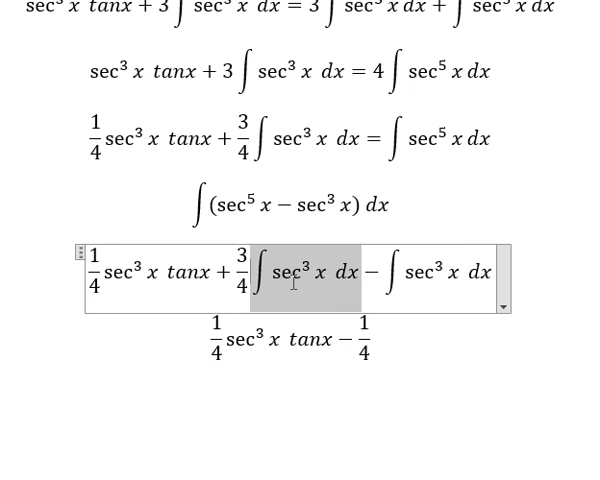 sec³ x tanx + 3 ∫ sec³ x dx = 3 ∫ sec³ x dx + ∫ sec⁵ x dx
sec³ x tanx + 3 ∫ sec³ x dx = 4 ∫ sec⁵ x dx
1/4 sec³ x tanx + 3/4 ∫ sec³ x dx = ∫ sec⁵ x dx
∫ (sec⁵ x − sec³ x) dx
1/4 sec³ x tanx + 3/4 ∫ sec³ x dx − ∫ sec³ x dx
1/4 sec³ x tanx − 1/4